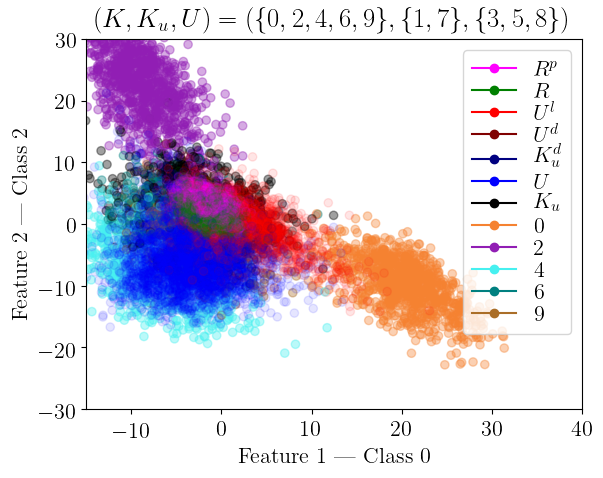 (K, K_u, U) = ({0, 2, 4, 6, 9}, {1, 7}, {3, 5, 8})
30
20
10
0
−10
−20
−30
Feature 2 — Class 2
R^p
R
U^l
U^d
K_u^d
U
K_u
0
2
4
6
9
−10 0 10 20 30 40
Feature 1 — Class 0